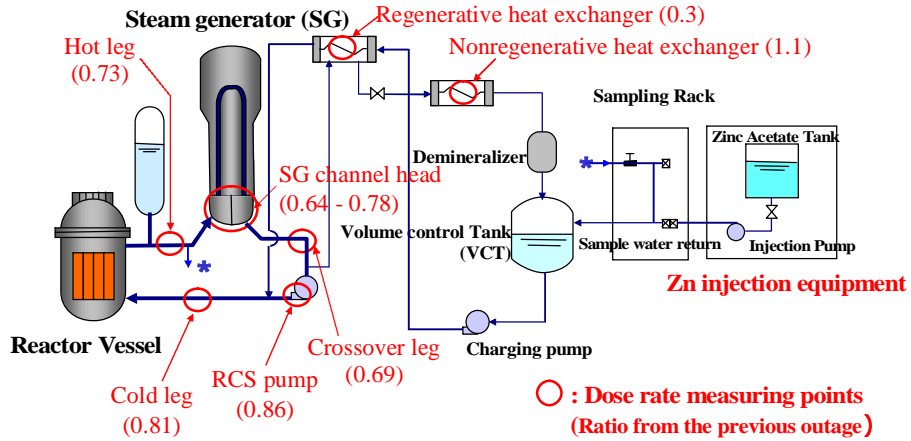 Steam generator (SG)
Regenerative heat exchanger (0.3)
Hot leg
(0.73)
Nonregenerative heat exchanger (1.1)
Sampling Rack
Zinc Acetate Tank
Demineralizer
*
SG channel head
(0.64 - 0.78)
Volume control Tank
(VCT)
Sample water return
Injection Pump
*
Zn injection equipment
Reactor Vessel
Charging pump
Crossover leg
(0.69)
RCS pump
(0.86)
Cold leg
(0.81)
: Dose rate measuring points
(Ratio from the previous outage)